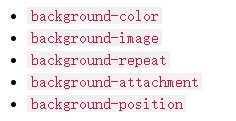 background-color
background-image
background-repeat
background-attachment
background-position